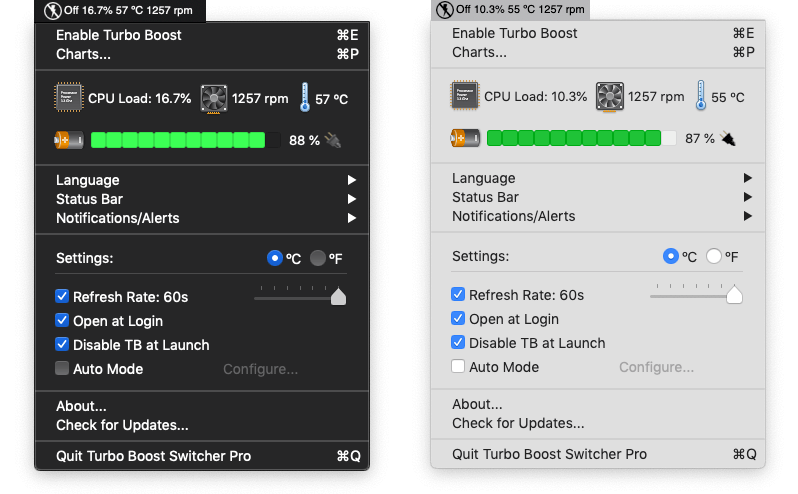 Off 16.7% 57 ºC 1257 rpm
Enable Turbo Boost ⌘E
Charts... ⌘P
CPU Load: 16.7% 1257 rpm 57 ºC
88 %
Language
Status Bar
Notifications/Alerts
Settings: ºC ºF
Refresh Rate: 60s
Open at Login
Disable TB at Launch
Auto Mode Configure...
About...
Check for Updates...
Quit Turbo Boost Switcher Pro ⌘Q
Off 10.3% 55 ºC 1257 rpm
Enable Turbo Boost ⌘E
Charts... ⌘P
CPU Load: 10.3% 1257 rpm 55 ºC
87 %
Language
Status Bar
Notifications/Alerts
Settings: ºC ºF
Refresh Rate: 60s
Open at Login
Disable TB at Launch
Auto Mode Configure...
About...
Check for Updates...
Quit Turbo Boost Switcher Pro ⌘Q